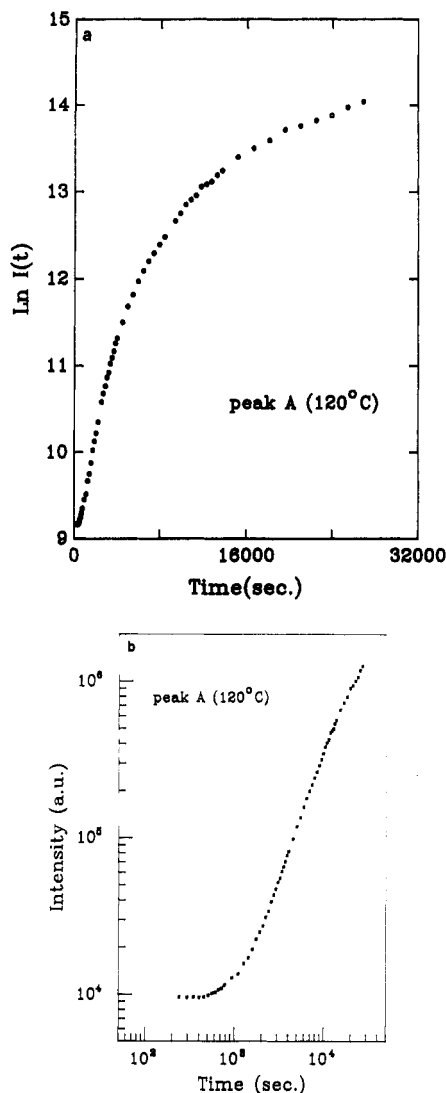 a
15
14
13
12
11
10
9
Ln I(t)
peak A (120°C)
0
16000
32000
Time(sec.)
b
10⁶
10⁵
10⁴
Intensity (a.u.)
peak A (120°C)
10²
10³
10⁴
Time (sec.)